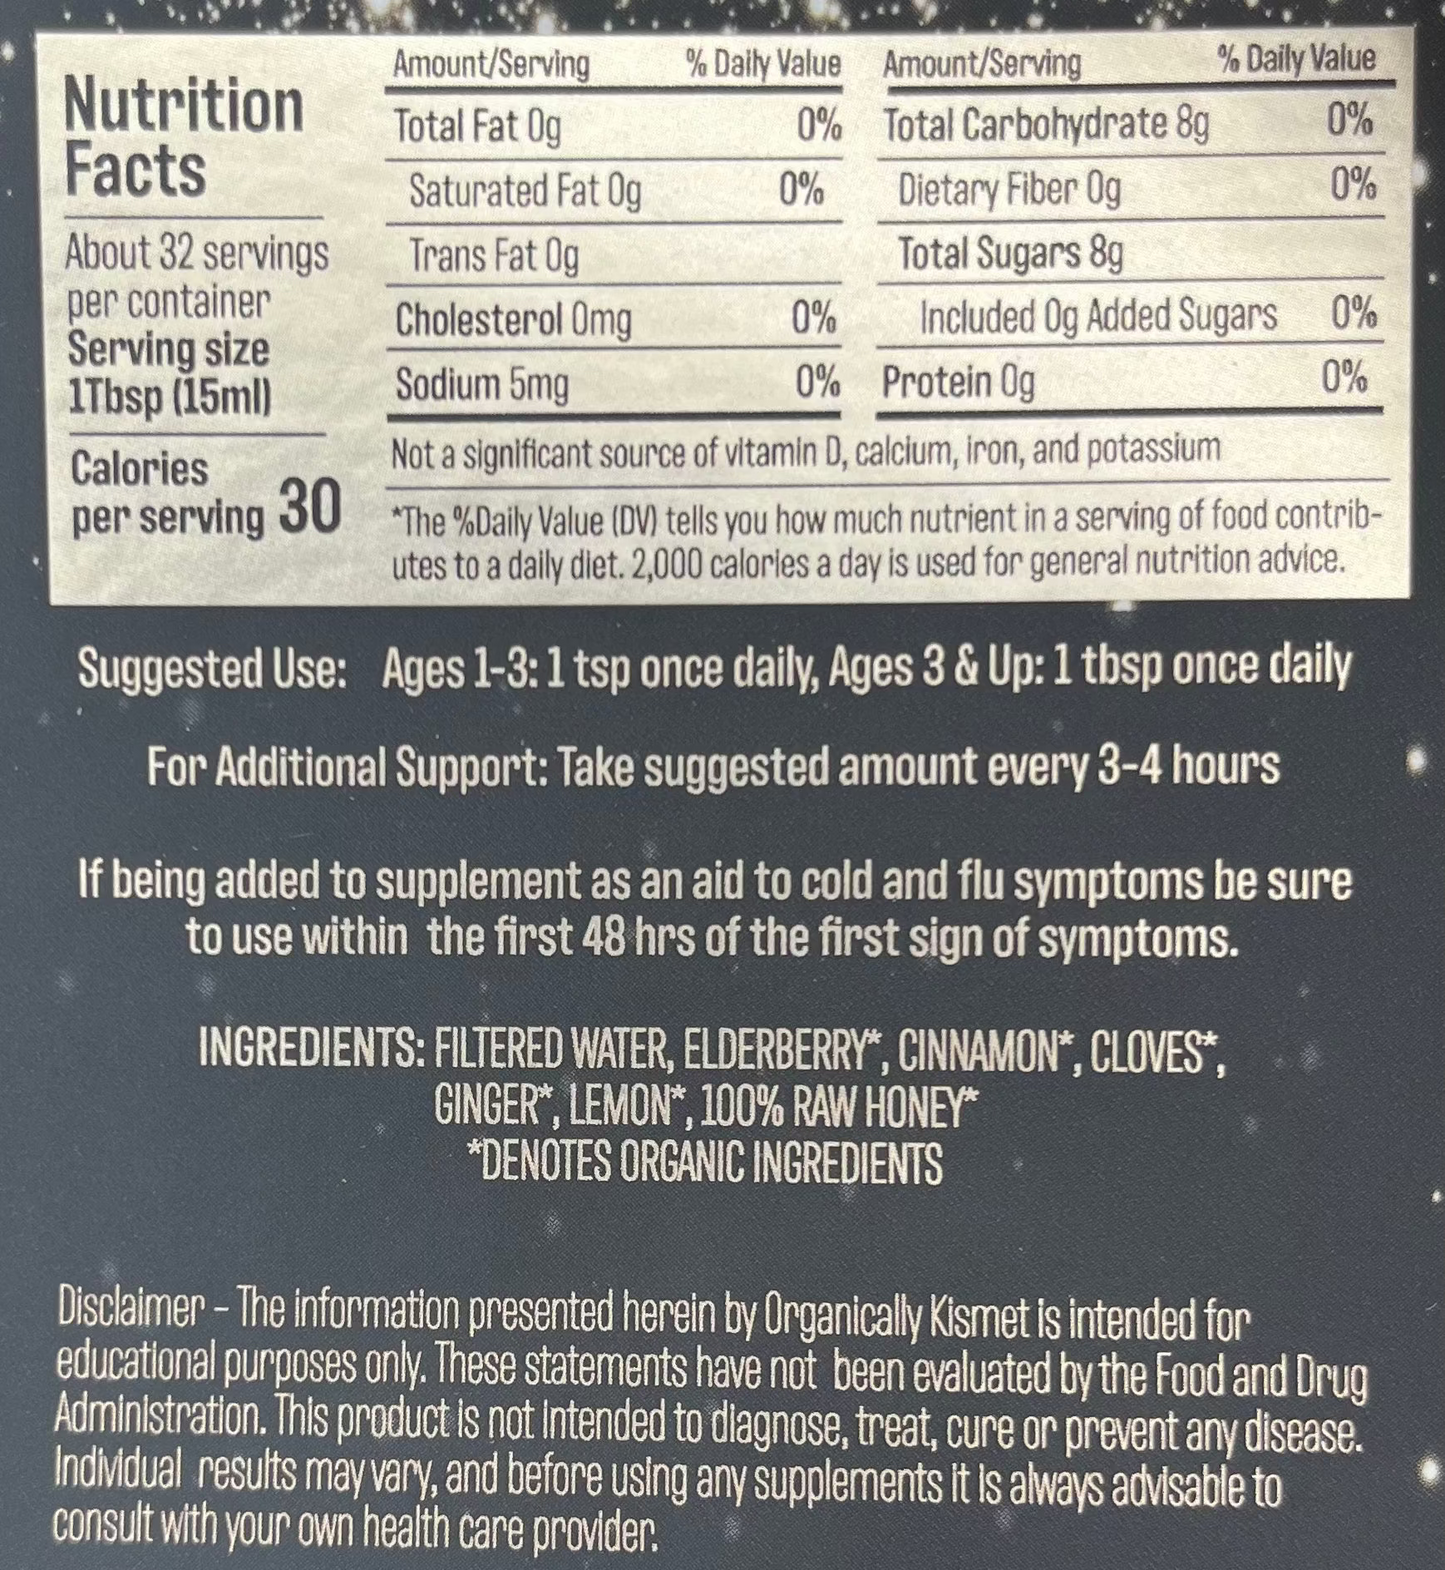 Nutrition
Facts
About 32 servings
per container
Serving size
1Tbsp (15ml)
Calories
per serving 30
Amount/Serving % Daily Value
Total Fat 0g 0%
Saturated Fat 0g 0%
Trans Fat 0g
Cholesterol 0mg 0%
Sodium 5mg 0%
Amount/Serving % Daily Value
Total Carbohydrate 8g 0%
Dietary Fiber 0g 0%
Total Sugars 8g
Included 0g Added Sugars 0%
Protein 0g 0%
Not a significant source of vitamin D, calcium, iron, and potassium
*The %Daily Value (DV) tells you how much nutrient in a serving of food contrib-
utes to a daily diet. 2,000 calories a day is used for general nutrition advice.
Suggested Use: Ages 1-3: 1 tsp once daily, Ages 3 & Up: 1 tbsp once daily
For Additional Support: Take suggested amount every 3-4 hours
If being added to supplement as an aid to cold and flu symptoms be sure
to use within the first 48 hrs of the first sign of symptoms.
INGREDIENTS: FILTERED WATER, ELDERBERRY*, CINNAMON*, CLOVES*,
GINGER*, LEMON*, 100% RAW HONEY*
*DENOTES ORGANIC INGREDIENTS
Disclaimer - The information presented herein by Organically Kismet is intended for
educational purposes only. These statements have not been evaluated by the Food and Drug
Administration. This product is not intended to diagnose, treat, cure or prevent any disease.
Individual results may vary, and before using any supplements it is always advisable to
consult with your own health care provider.